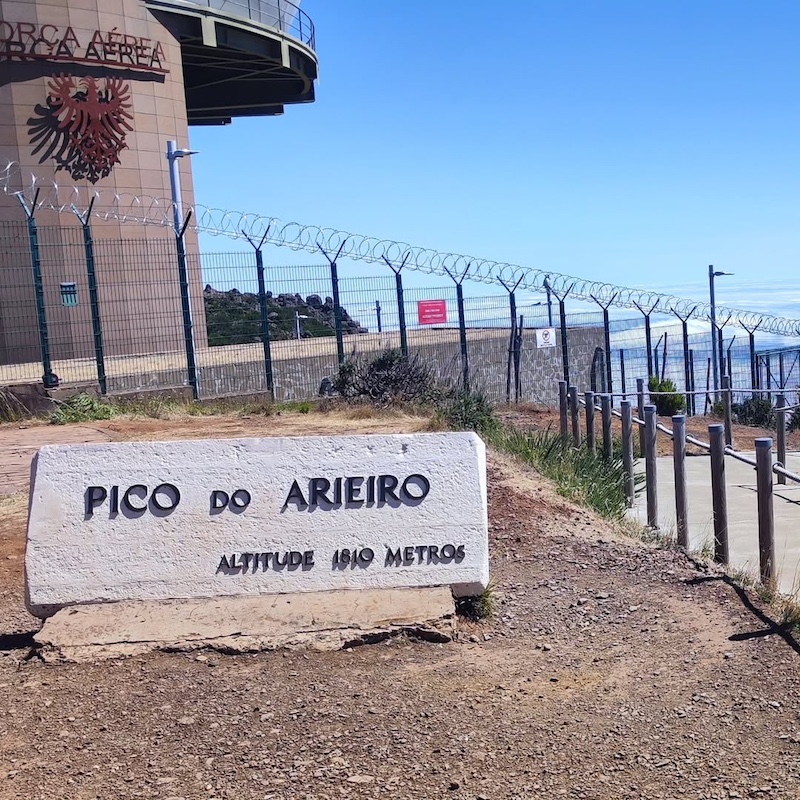 FORÇA AÉREA
PICO DO ARIEIRO
ALTITUDE 1810 METROS